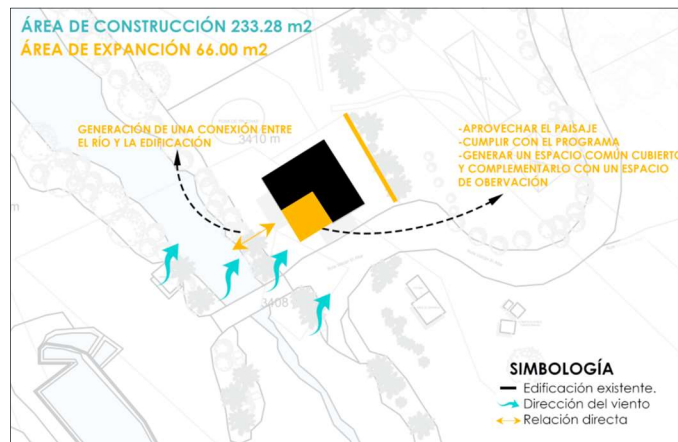 ÁREA DE CONSTRUCCIÓN 233.28 m2
ÁREA DE EXPANCIÓN 66.00 m2
GENERACIÓN DE UNA CONEXIÓN ENTRE
EL RÍO Y LA EDIFICACIÓN
3410 m
-APROVECHAR EL PAISAJE
-CUMPLIR CON EL PROGRAMA
-GENERAR UN ESPACIO COMÚN CUBIERTO
Y COMPLEMENTARLO CON UN ESPACIO
DE OBERVACIÓN
m
3408
SIMBOLOGÍA
Edificación existente.
Dirección del viento
Relación directa